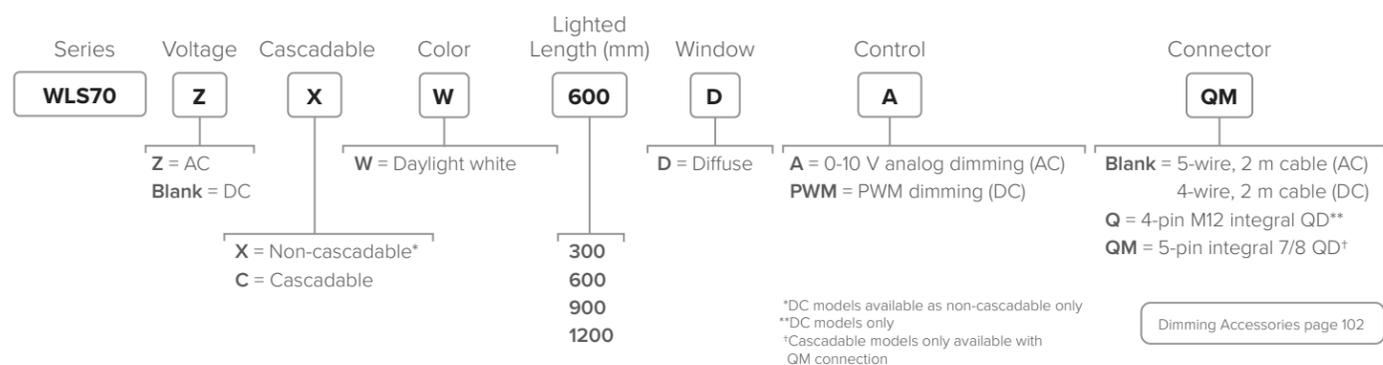 Series
Voltage
Cascadable
Color
Lighted
Length (mm)
Window
Control
Connector
WLS70
Z
X
W
600
D
A
QM
Z = AC
Blank = DC
W = Daylight white
D = Diffuse
A = 0-10 V analog dimming (AC)
PWM = PWM dimming (DC)
Blank = 5-wire, 2 m cable (AC)
4-wire, 2 m cable (DC)
Q = 4-pin M12 integral QD**
QM = 5-pin integral 7/8 QD†
X = Non-cascadable*
C = Cascadable
300
600
900
1200
*DC models available as non-cascadable only
**DC models only
†Cascadable models only available with
QM connection
Dimming Accessories page 102